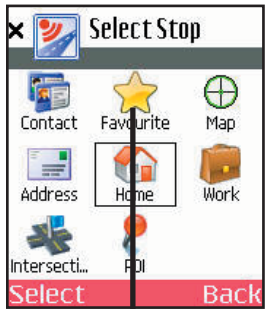 Select Stop
Contact Favourite Map
Address Home Work
Intersecti... POI
Select Back